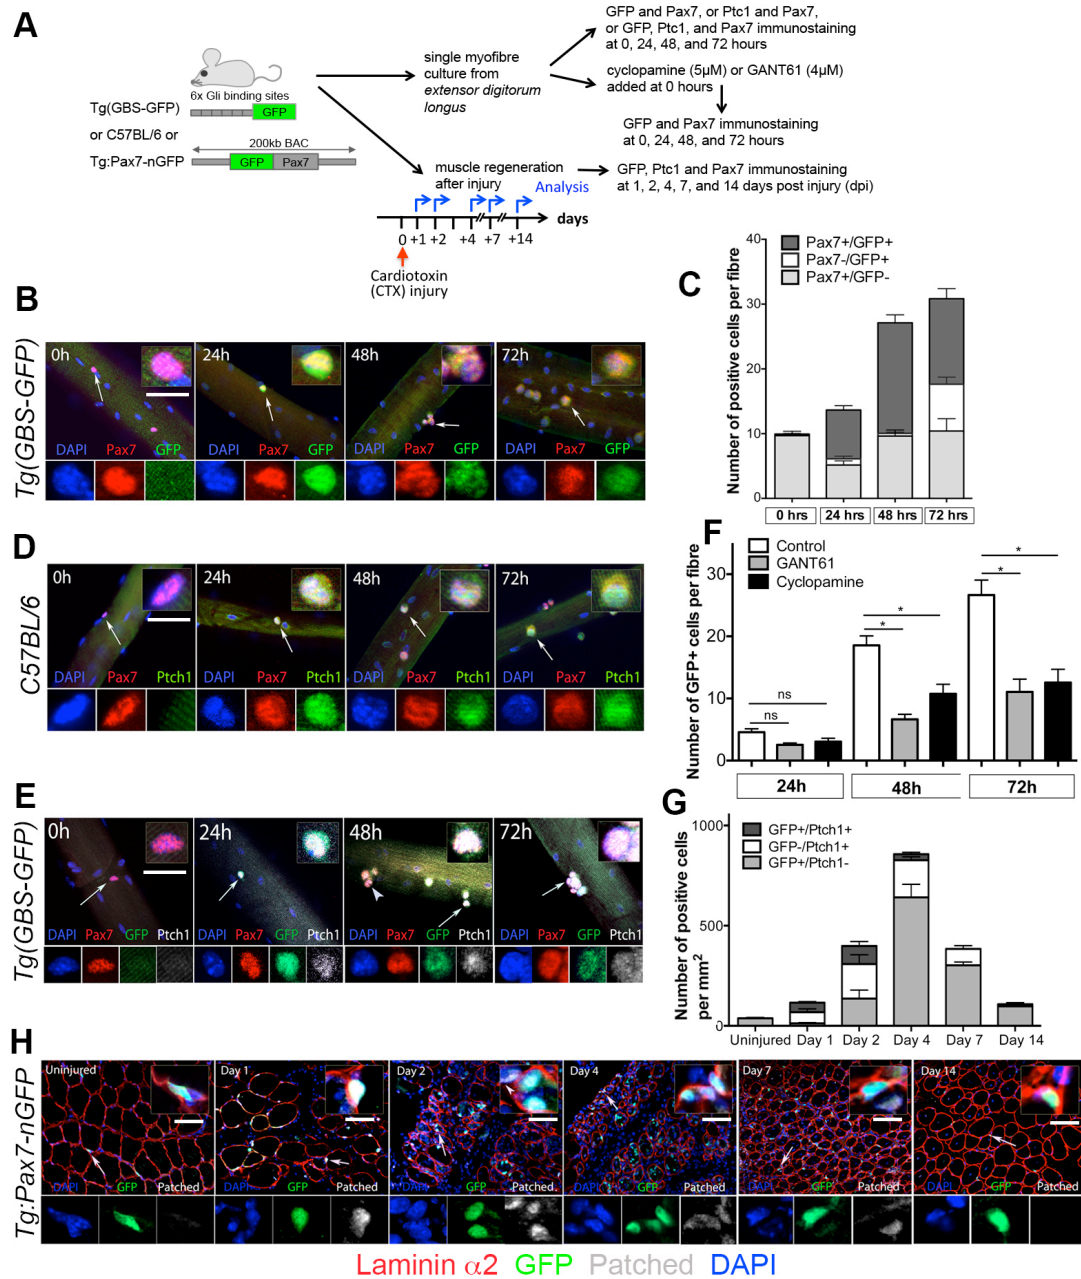 A
GFP and Pax7, or Ptc1 and Pax7,
or GFP, Ptc1, and Pax7 immunostaining
at 0, 24, 48, and 72 hours
single myofibre
culture from
extensor digitorum
longus
cyclopamine (5µM) or GANT61 (4µM)
added at 0 hours
GFP and Pax7 immunostaining
at 0, 24, 48, and 72 hours
6x Gli binding sites
Tg(GBS-GFP)
GFP
or C57BL/6 or
200kb BAC
Tg:Pax7-nGFP
GFP Pax7
muscle regeneration
after injury
Analysis
GFP, Ptc1 and Pax7 immunostaining
at 1, 2, 4, 7, and 14 days post injury (dpi)
days
0 +1 +2 +4 +7 +14
Cardiotoxin
(CTX) injury
B
Tg(GBS-GFP)
0h 24h 48h 72h
DAPI Pax7 GFP DAPI Pax7 GFP DAPI Pax7 GFP DAPI Pax7 GFP
C
Number of positive cells per fibre
Pax7+/GFP+
Pax7-/GFP+
Pax7+/GFP-
40
30
20
10
0
0 hrs 24 hrs 48 hrs 72 hrs
D
C57BL/6
0h 24h 48h 72h
DAPI Pax7 Ptch1 DAPI Pax7 Ptch1 DAPI Pax7 Ptch1 DAPI Pax7 Ptch1
F
Number of GFP+ cells per fibre
Control
GANT61
Cyclopamine
30
20
10
0
ns
ns
*
*
*
*
24h 48h 72h
E
Tg(GBS-GFP)
0h 24h 48h 72h
DAPI Pax7 GFP Ptch1 DAPI Pax7 GFP Ptch1 DAPI Pax7 GFP Ptch1 DAPI Pax7 GFP Ptch1
G
Number of positive cells
per mm2
GFP+/Ptch1+
GFP-/Ptch1+
GFP+/Ptch1-
1000
500
0
Uninjured Day 1 Day 2 Day 4 Day 7 Day 14
H
Tg:Pax7-nGFP
Uninjured Day 1 Day 2 Day 4 Day 7 Day 14
DAPI GFP Patched DAPI GFP Patched DAPI GFP Patched DAPI GFP Patched DAPI GFP Patched DAPI GFP Patched
Laminin α2 GFP Patched DAPI